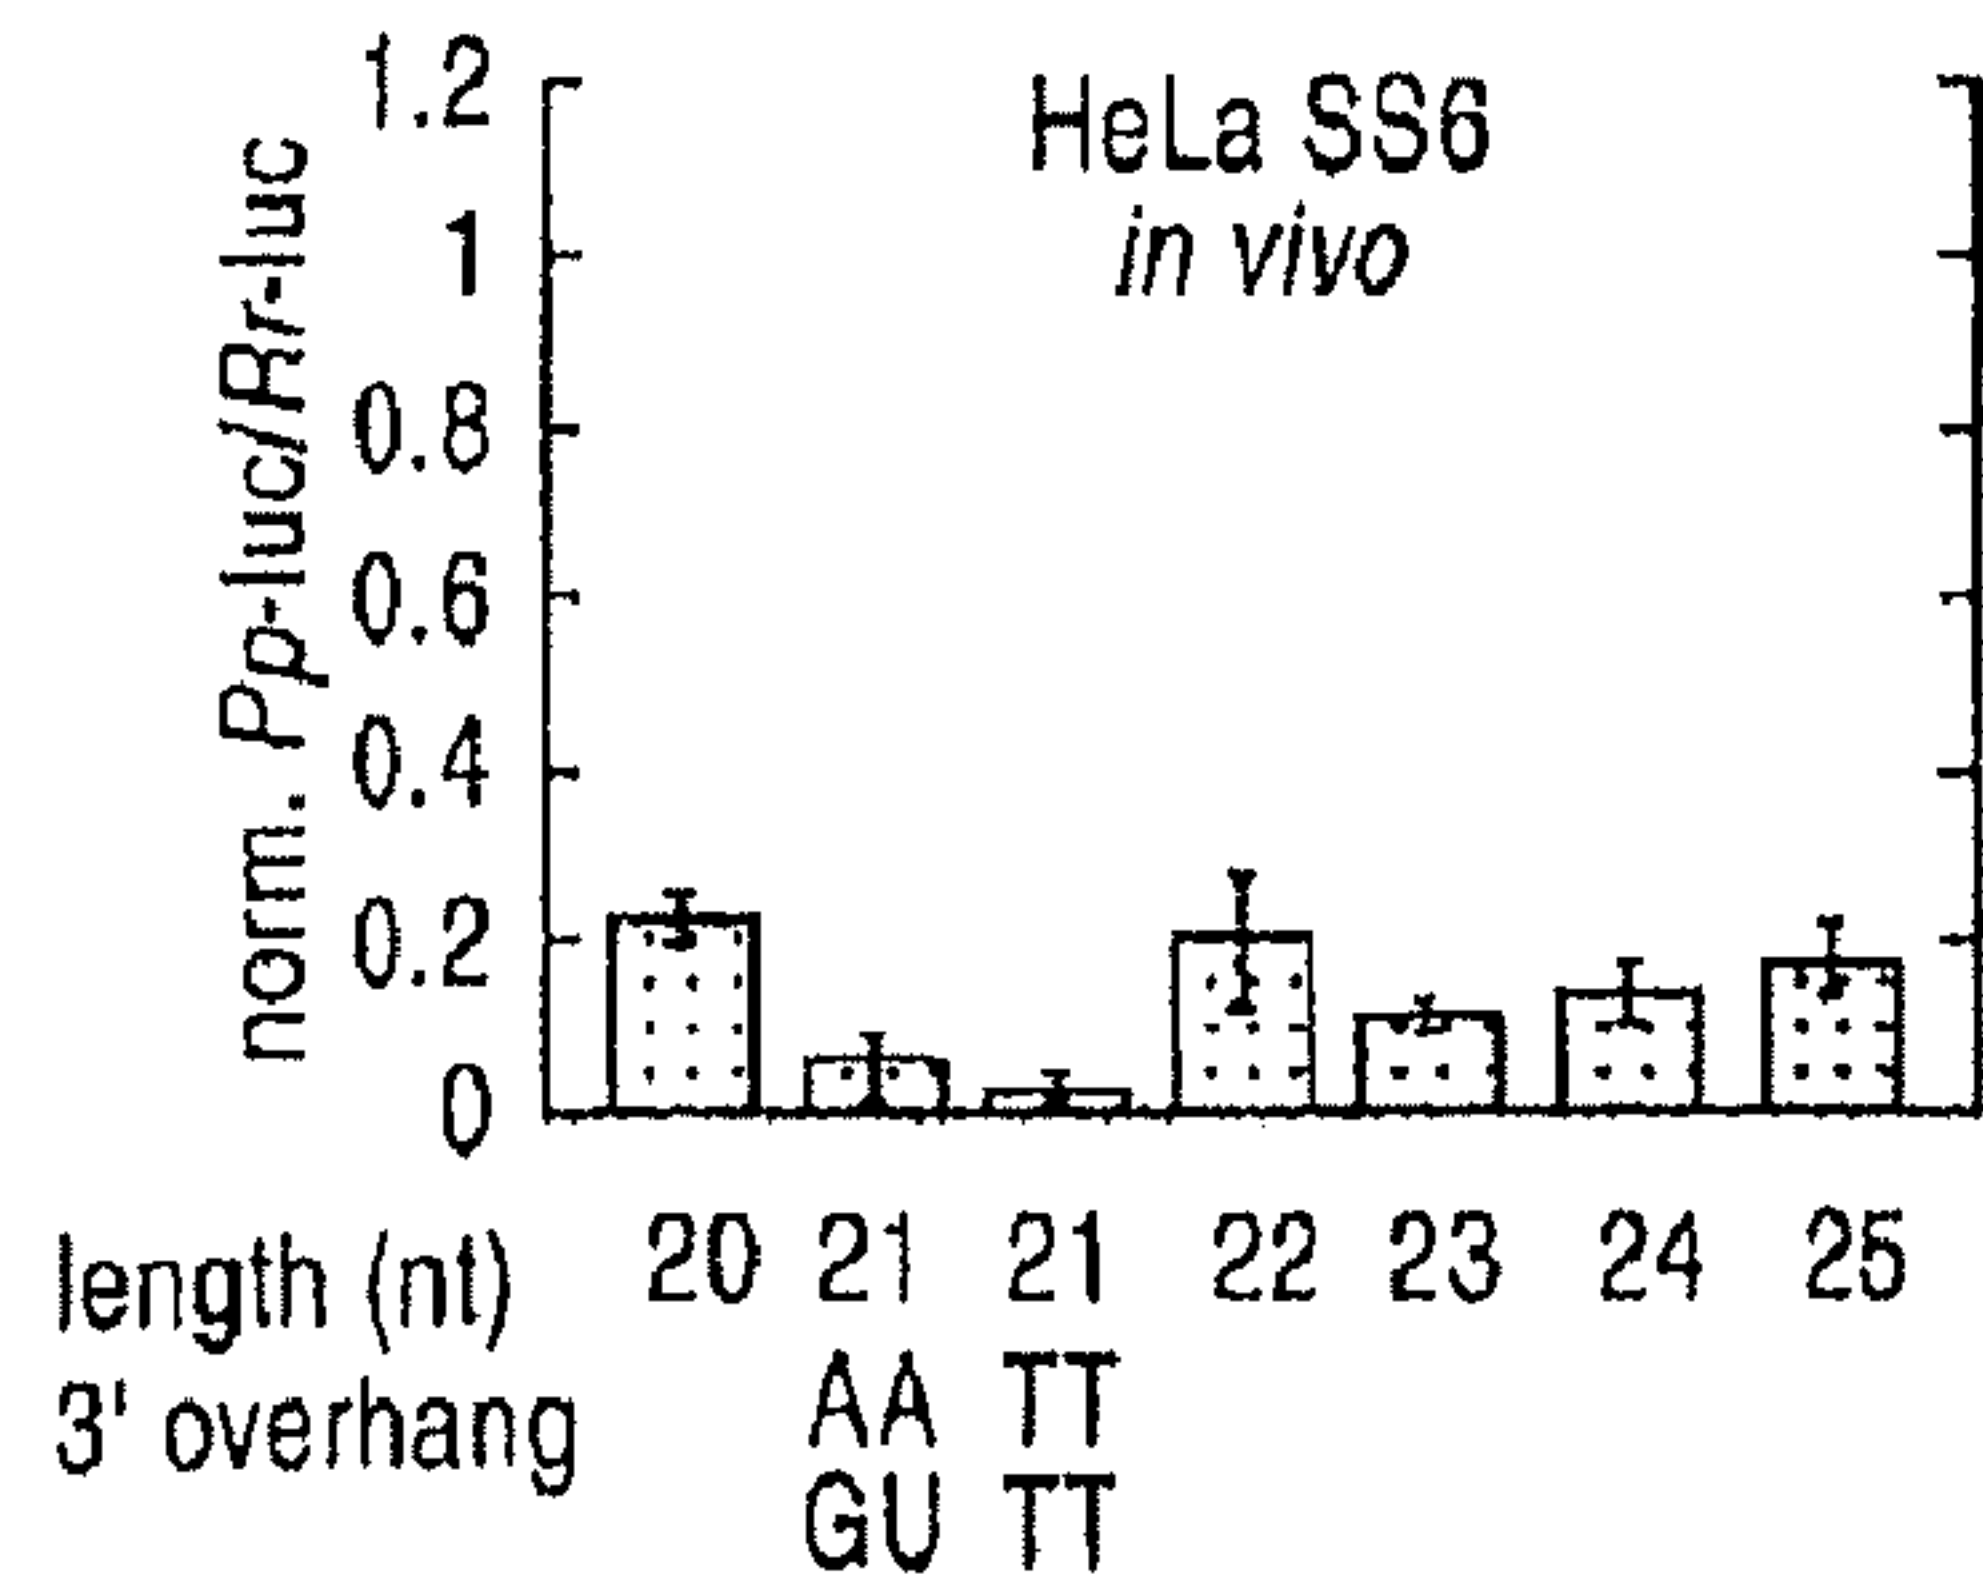 HeLa SS6
in vivo
norm. Pp-luc/Rr-luc
1.2
1
0.8
0.6
0.4
0.2
0
length (nt) 20 21 21 22 23 24 25
3' overhang AA TT
GU TT